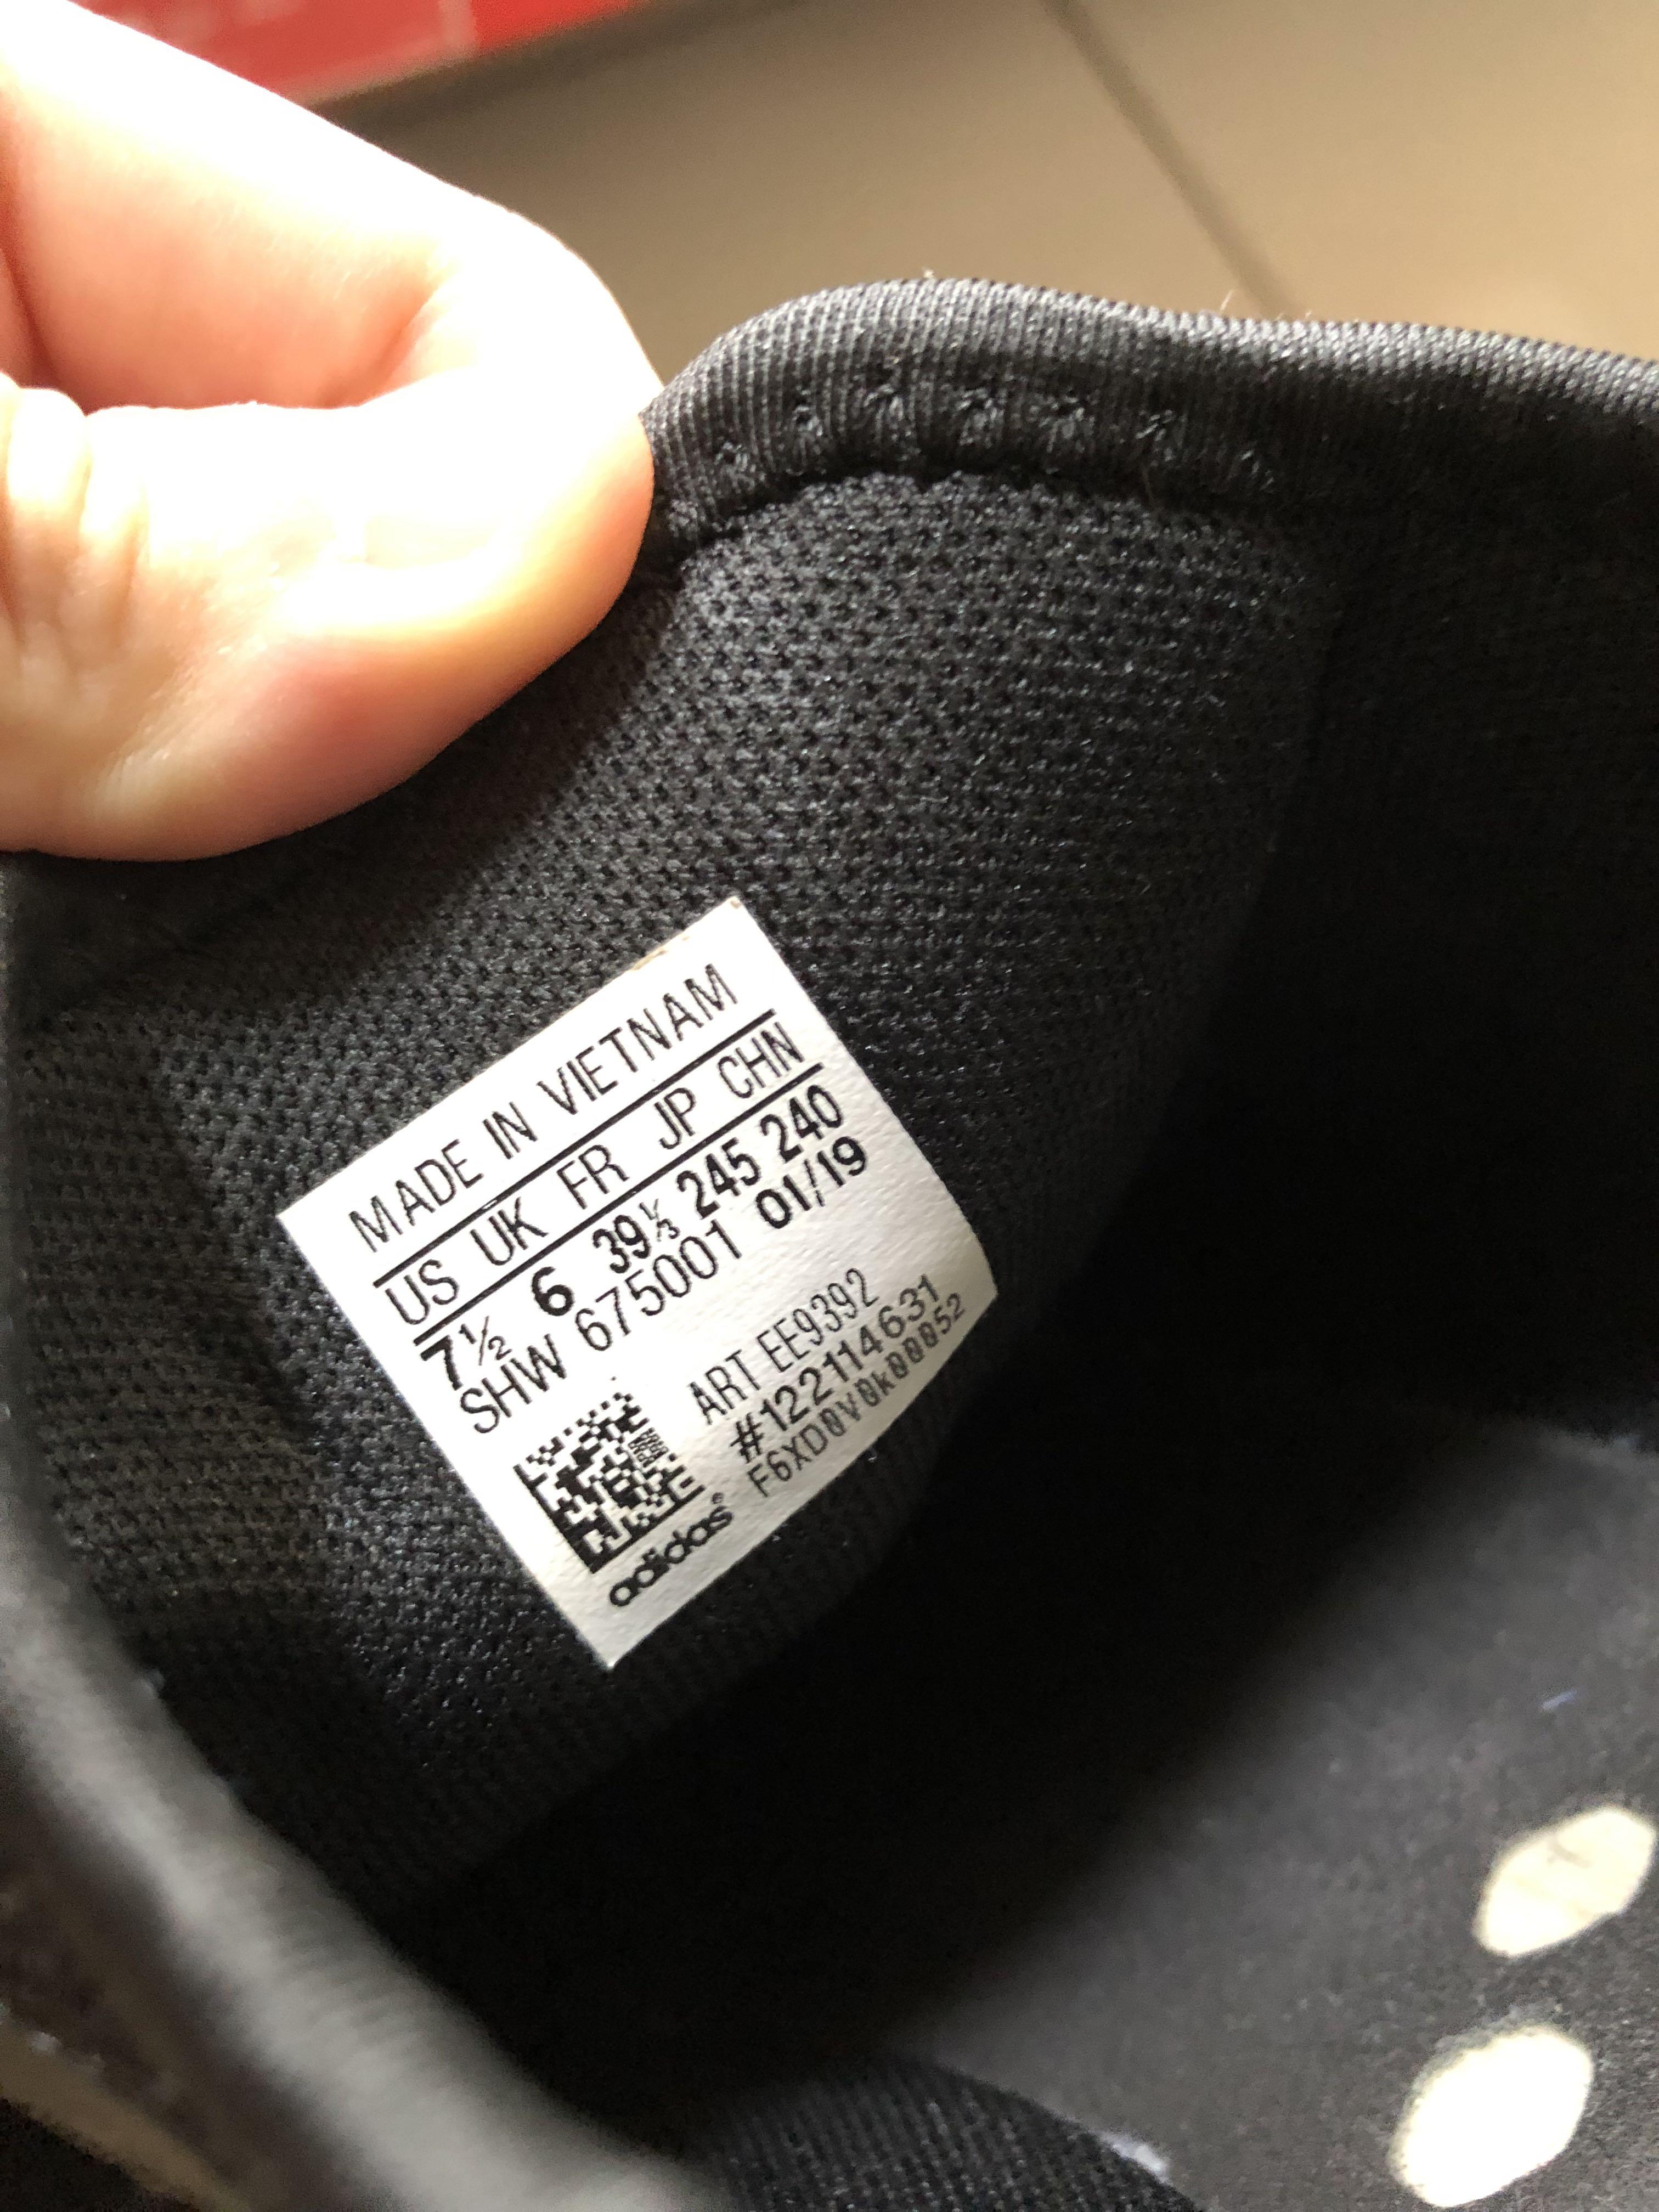 MADE IN VIETNAM
US UK FR JP CHN
7½ 6 39⅓ 245 240
SHW 675001 01/19
ART EE9392
#122114631
F6XD0V0k00052
adidas®